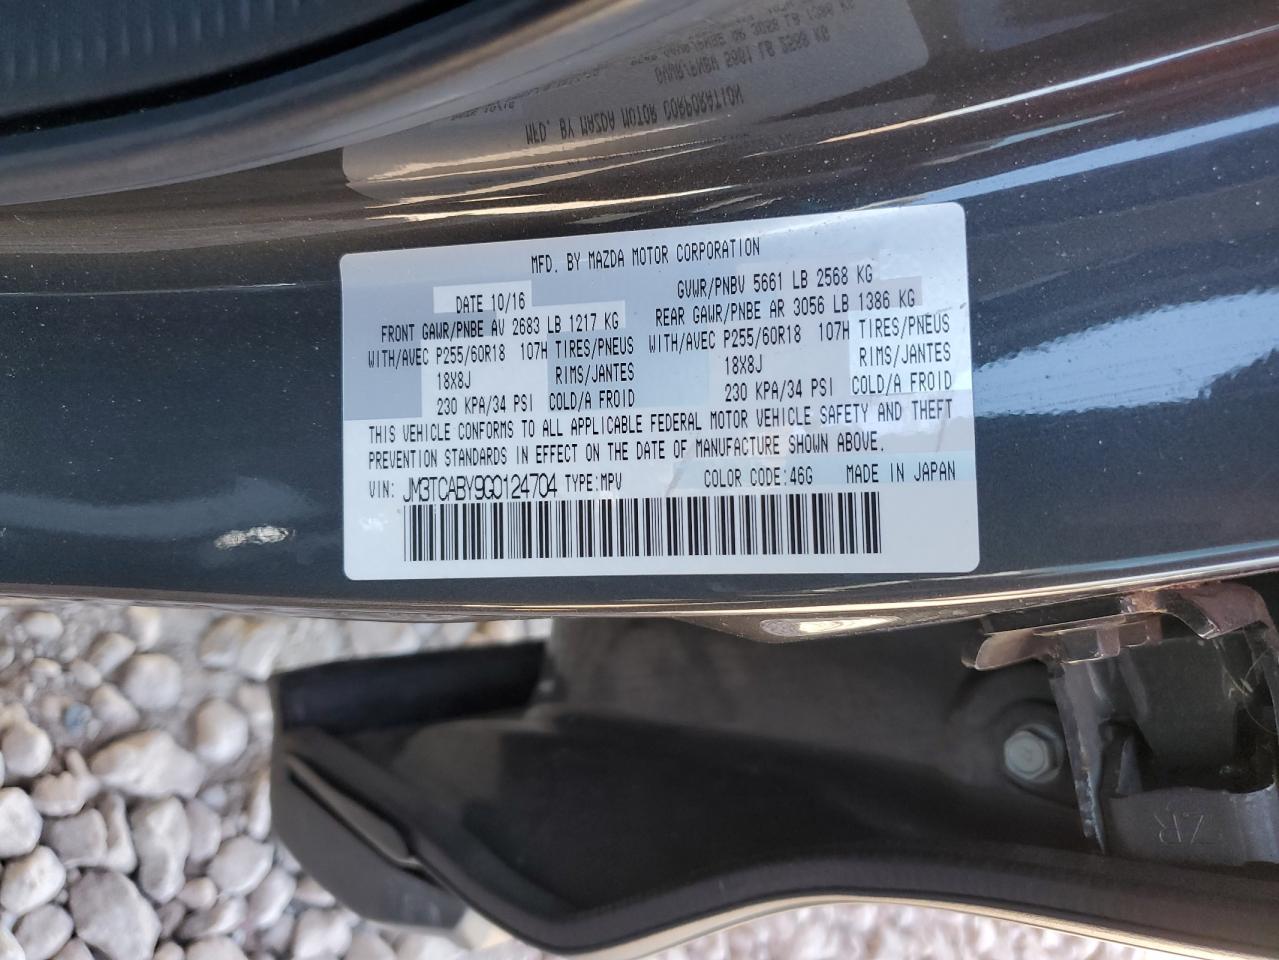 MFD. BY MAZDA MOTOR CORPORATION
DATE 10/16 GVWR/PNBV 5661 LB 2568 KG
FRONT GAWR/PNBE AV 2683 LB 1217 KG REAR GAWR/PNBE AR 3056 LB 1386 KG
WITH/AVEC P255/60R18 107H TIRES/PNEUS WITH/AVEC P255/60R18 107H TIRES/PNEUS
18X8J RIMS/JANTES 18X8J RIMS/JANTES
230 KPA/34 PSI COLD/A FROID 230 KPA/34 PSI COLD/A FROID
THIS VEHICLE CONFORMS TO ALL APPLICABLE FEDERAL MOTOR VEHICLE SAFETY AND THEFT
PREVENTION STANDARDS IN EFFECT ON THE DATE OF MANUFACTURE SHOWN ABOVE.
VIN: JM3TCABY9G0124704 TYPE:MPV COLOR CODE:46G MADE IN JAPAN